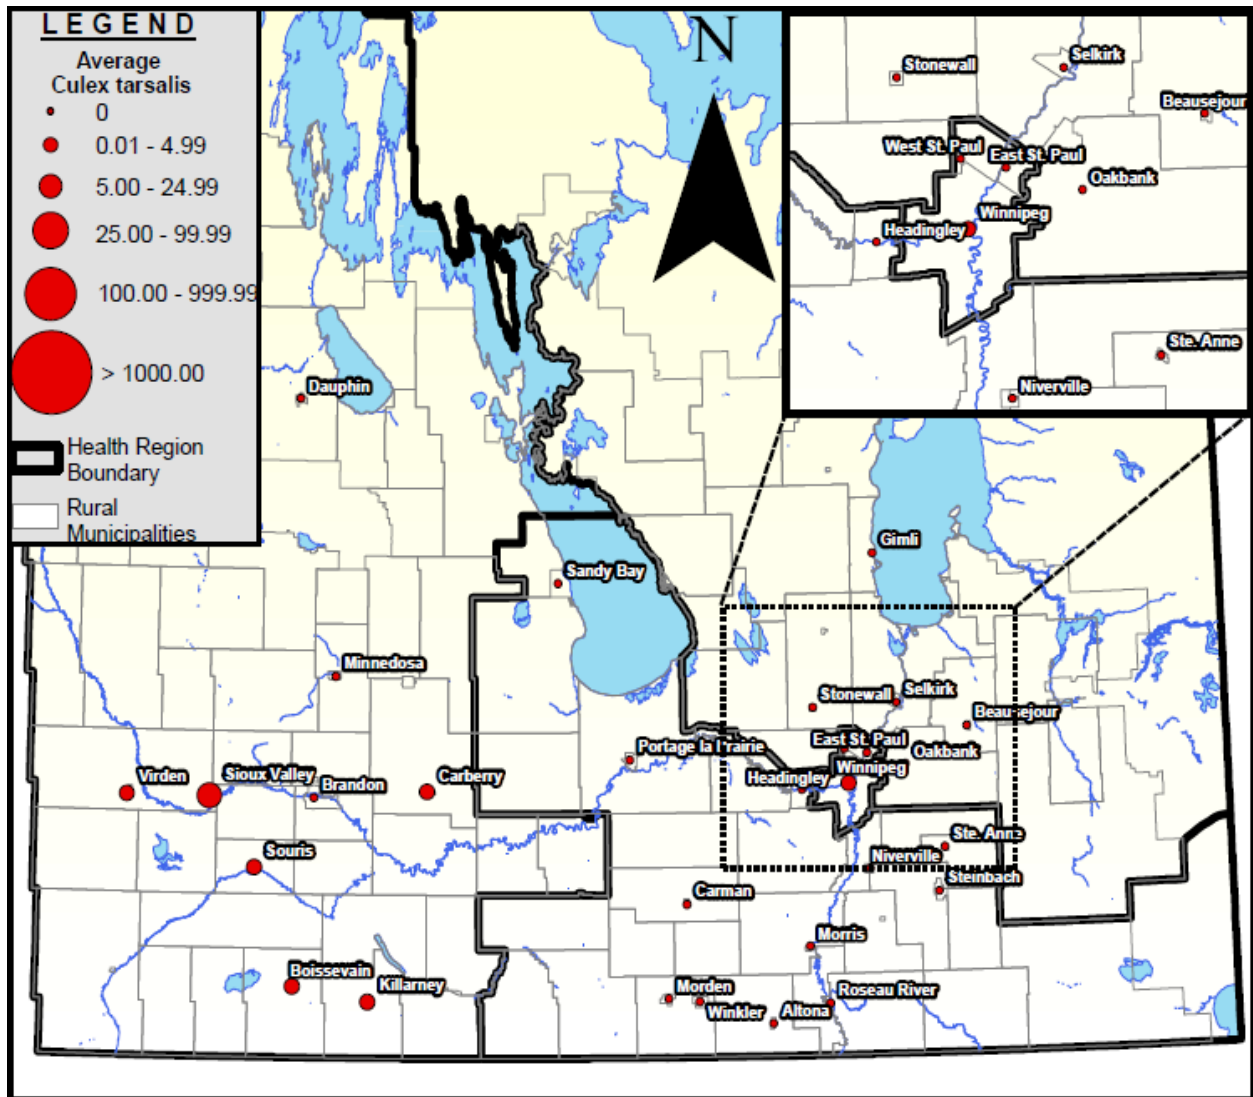 LEGEND
Average
Culex tarsalis
0
0.01 - 4.99
5.00 - 24.99
25.00 - 99.99
100.00 - 999.99
> 1000.00
Health Region
Boundary
Rural
Municipalities
N
Stonewall
Selkirk
Beausejour
West St. Paul
East St. Paul
Oakbank
Winnipeg
Headingley
Ste. Anne
Niverville
Dauphin
Gimli
Sandy Bay
Minnedosa
Stonewall
Selkirk
Beausejour
East St. Paul
Oakbank
Portage la Prairie
Headingley
Winnipeg
Virden
Sioux Valley
Brandon
Carberry
Souris
Ste. Anne
Niverville
Steinbach
Carman
Morris
Boissevain
Killarney
Morden
Winkler
Altona
Roseau River